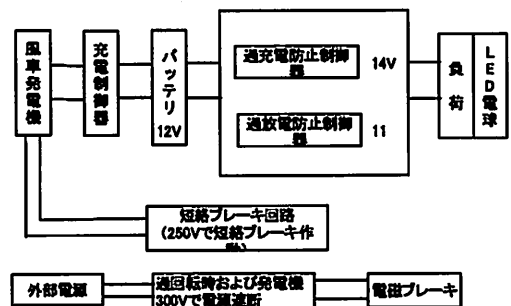 風車発電機
充電制御器
バッテリ
12V
過充電防止制御
器
14V
過放電防止制御
器
11
負荷
LED電球
短絡ブレーキ回路
(250Vで短絡ブレーキ作
動)
外部電源
過回転時および発電機
300Vで電源遮断
電磁ブレーキ